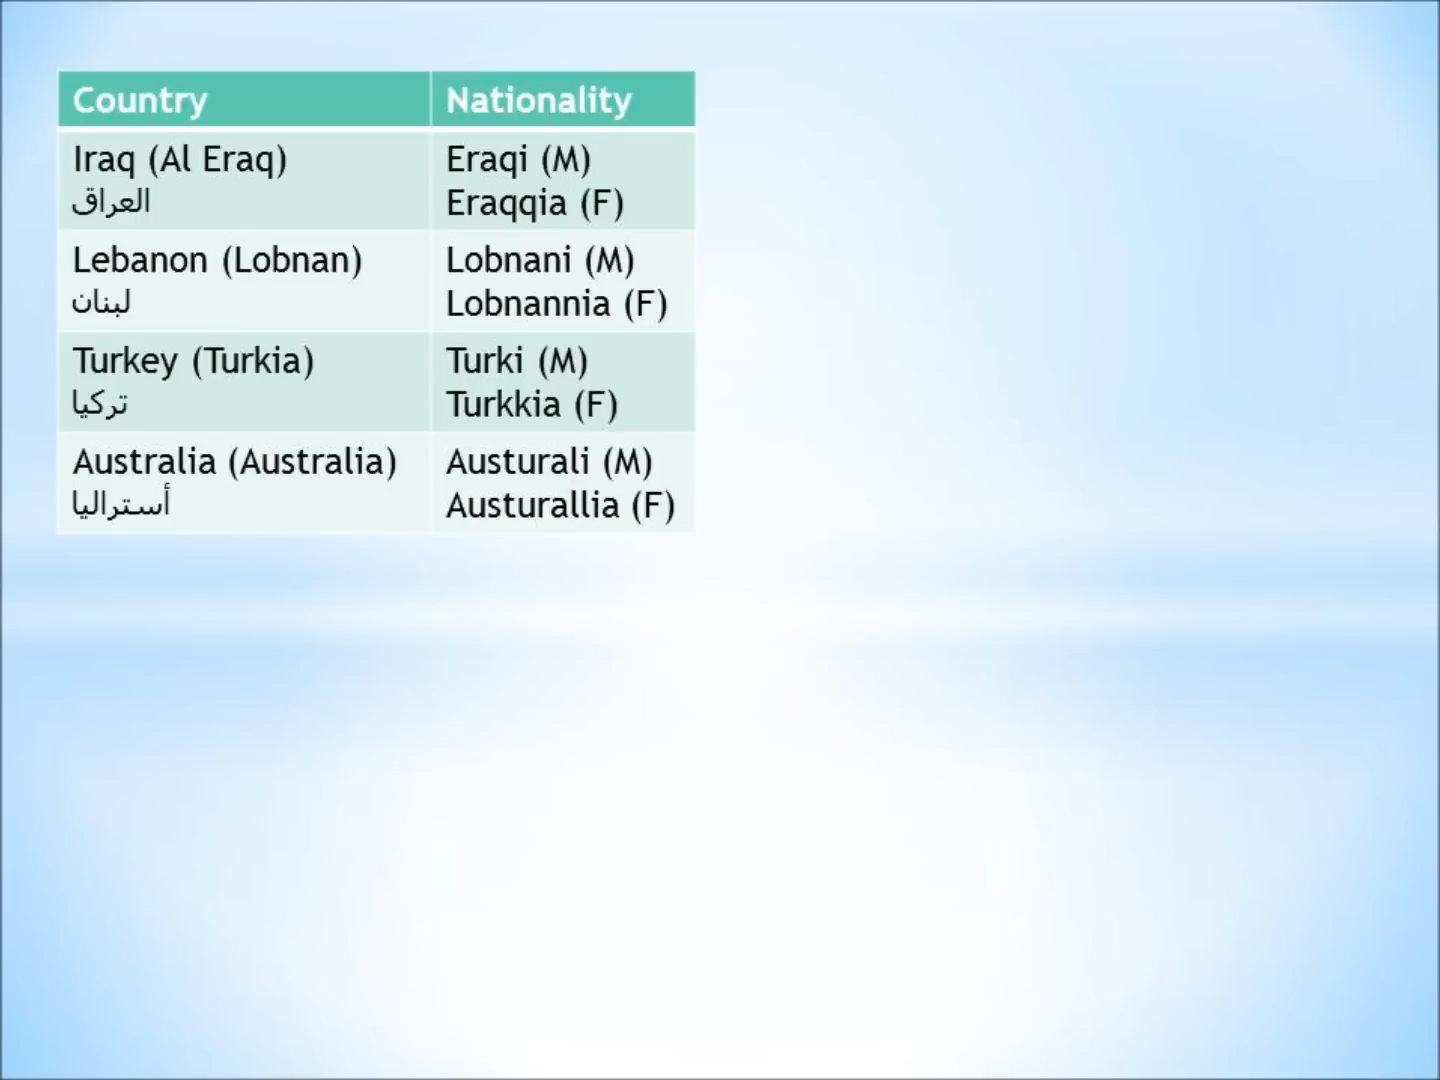 Country Nationality
Iraq (Al Eraq) Eraqi (M)
العراق Eraqqia (F)
Lebanon (Lobnan) Lobnani (M)
لبنان Lobnannia (F)
Turkey (Turkia) Turki (M)
تركيا Turkkia (F)
Australia (Australia) Austurali (M)
أستراليا Austurallia (F)